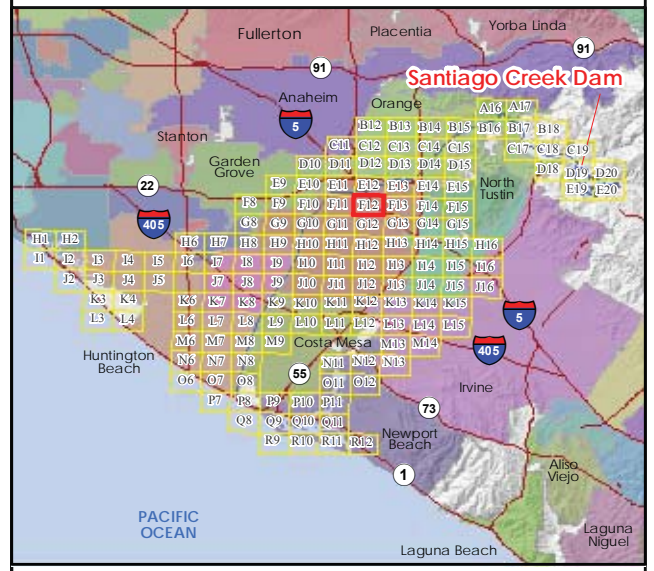 Yorba Linda
Fullerton
Placentia
91
91
Santiago Creek Dam
Anaheim
Orange
A16 A17
5
B12 B13 B14 B15 B16 B17 B18
Stanton
C11 C12 C13 C14 C15 C17 C18 C19
Garden
Grove
D10 D11 D12 D13 D14 D15 D18 D19 D20
22
E9 E10 E11 E12 E13 E14 E15 E19 E20
North
Tustin
F8 F9 F10 F11 F12 F13 F14 F15
405
G8 G9 G10 G11 G12 G13 G14 G15
H1 H2 H6 H7 H8 H9 H10 H11 H12 H13 H14 H15 H16
I1 I2 I3 I4 I5 I6 I7 I8 I9 I10 I11 I12 I13 I14 I15 I16
J2 J3 J4 J5 J6 J7 J8 J9 J10 J11 J12 J13 J14 J15 J16
K3 K4 K6 K7 K8 K9 K10 K11 K12 K13 K14 K15
5
L3 L4 L6 L7 L8 L9 L10 L11 L12 L13 L14 L15
M6 M7 M8 M9 Costa Mesa M13 M14
405
Huntington
Beach
N6 N7 N8 N11 N12 N13
55
O6 O7 O8 O11 O12
Irvine
P7 P8 P9 P10 P11
73
Q8 Q9 Q10 Q11
Newport
Beach
R9 R10 R11 R12
Aliso
Viejo
1
PACIFIC
OCEAN
Laguna
Niguel
Laguna Beach